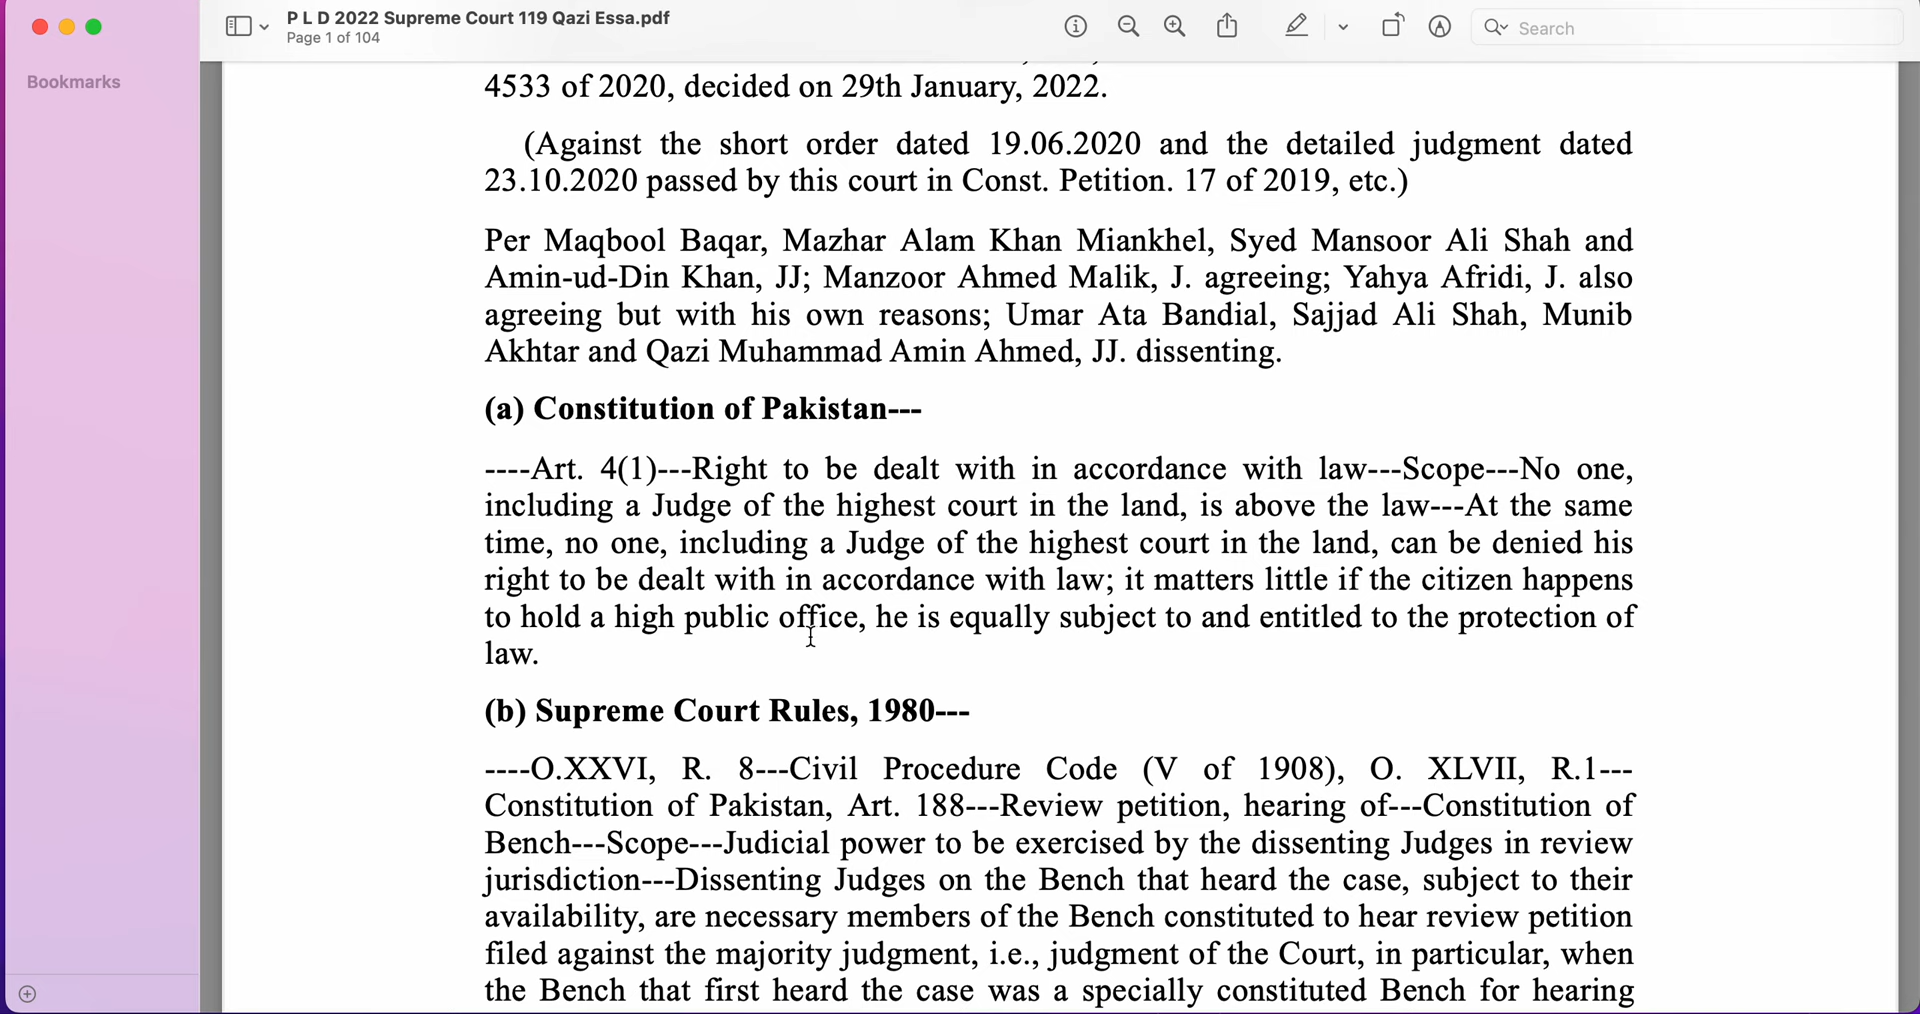 P L D 2022 Supreme Court 119 Qazi Essa.pdf
Page 1 of 104
Search
Bookmarks
4533 of 2020, decided on 29th January, 2022.
(Against the short order dated 19.06.2020 and the detailed judgment dated
23.10.2020 passed by this court in Const. Petition. 17 of 2019, etc.)
Per Maqbool Baqar, Mazhar Alam Khan Miankhel, Syed Mansoor Ali Shah and
Amin-ud-Din Khan, JJ; Manzoor Ahmed Malik, J. agreeing; Yahya Afridi, J. also
agreeing but with his own reasons; Umar Ata Bandial, Sajjad Ali Shah, Munib
Akhtar and Qazi Muhammad Amin Ahmed, JJ. dissenting.
(a) Constitution of Pakistan---
----Art. 4(1)---Right to be dealt with in accordance with law---Scope---No one,
including a Judge of the highest court in the land, is above the law---At the same
time, no one, including a Judge of the highest court in the land, can be denied his
right to be dealt with in accordance with law; it matters little if the citizen happens
to hold a high public office, he is equally subject to and entitled to the protection of
law.
(b) Supreme Court Rules, 1980---
----O.XXVI, R. 8---Civil Procedure Code (V of 1908), O. XLVII, R.1---
Constitution of Pakistan, Art. 188---Review petition, hearing of---Constitution of
Bench---Scope---Judicial power to be exercised by the dissenting Judges in review
jurisdiction---Dissenting Judges on the Bench that heard the case, subject to their
availability, are necessary members of the Bench constituted to hear review petition
filed against the majority judgment, i.e., judgment of the Court, in particular, when
the Bench that first heard the case was a specially constituted Bench for hearing